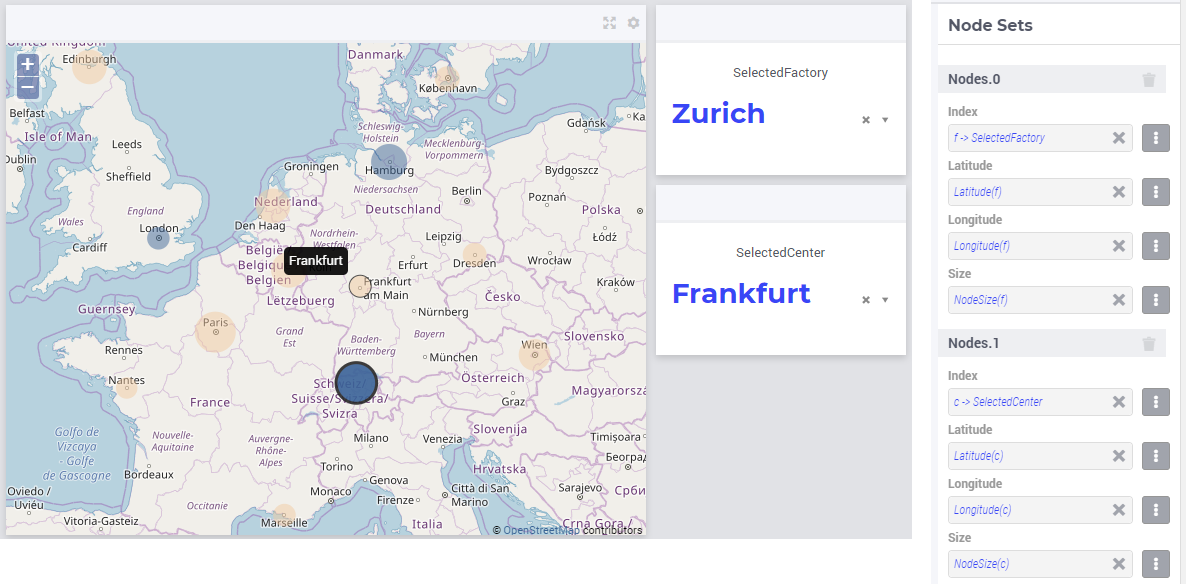 United Kingdom
Edinburgh
+
−
Danmark
København
Belfast
Isle of Man
Dublin
Leeds
Sheffield
England
Wales
London
Cardiff
Schleswig-
Holstein
Hamburg
Mecklenburg-
Vorpommern
Gdańsk
Ka
Groningen
Niedersachsen
Nederland
Den Haag
Berlin
Bydgoszcz
Poznań
Deutschland
Polska
Nordrhein-
Westfalen
Leipzig
Łódź
België
Belgique
Belgien
Frankfurt
Erfurt
Dresden
Wrocław
Frankfurt
am Main
Kraków
Lëtzebuerg
Česko
Guernsey
Nürnberg
Paris
Grand
Est
Baden-
Württemberg
Bayern
Slovensko
Rennes
München
Wien
Nantes
Schweiz/
Suisse/Svizzera/
Svizra
Österreich
Magyarorszá
France
Graz
Golfo de
Vizcaya
- Golfe
de Gascogne
Nouvelle-
Aquitaine
Auvergne-
Rhône-
Alpes
Milano
Venezia
Slovenija
Timișoara
Београд
Bordeaux
Torino
Hrvatska
Genova
Oviedo /
Uviéu
Occitanie
Monaco
Firenze
Città di San
Marino
Sarajevo
Срби
Vitoria-Gasteiz
Marseille
Italia
Crna Gora /
© OpenStreetMap contributors
SelectedFactory
Zurich
SelectedCenter
Frankfurt
Node Sets
Nodes.0
Index
f -> SelectedFactory
Latitude
Latitude(f)
Longitude
Longitude(f)
Size
NodeSize(f)
Nodes.1
Index
c -> SelectedCenter
Latitude
Latitude(c)
Longitude
Longitude(c)
Size
NodeSize(c)